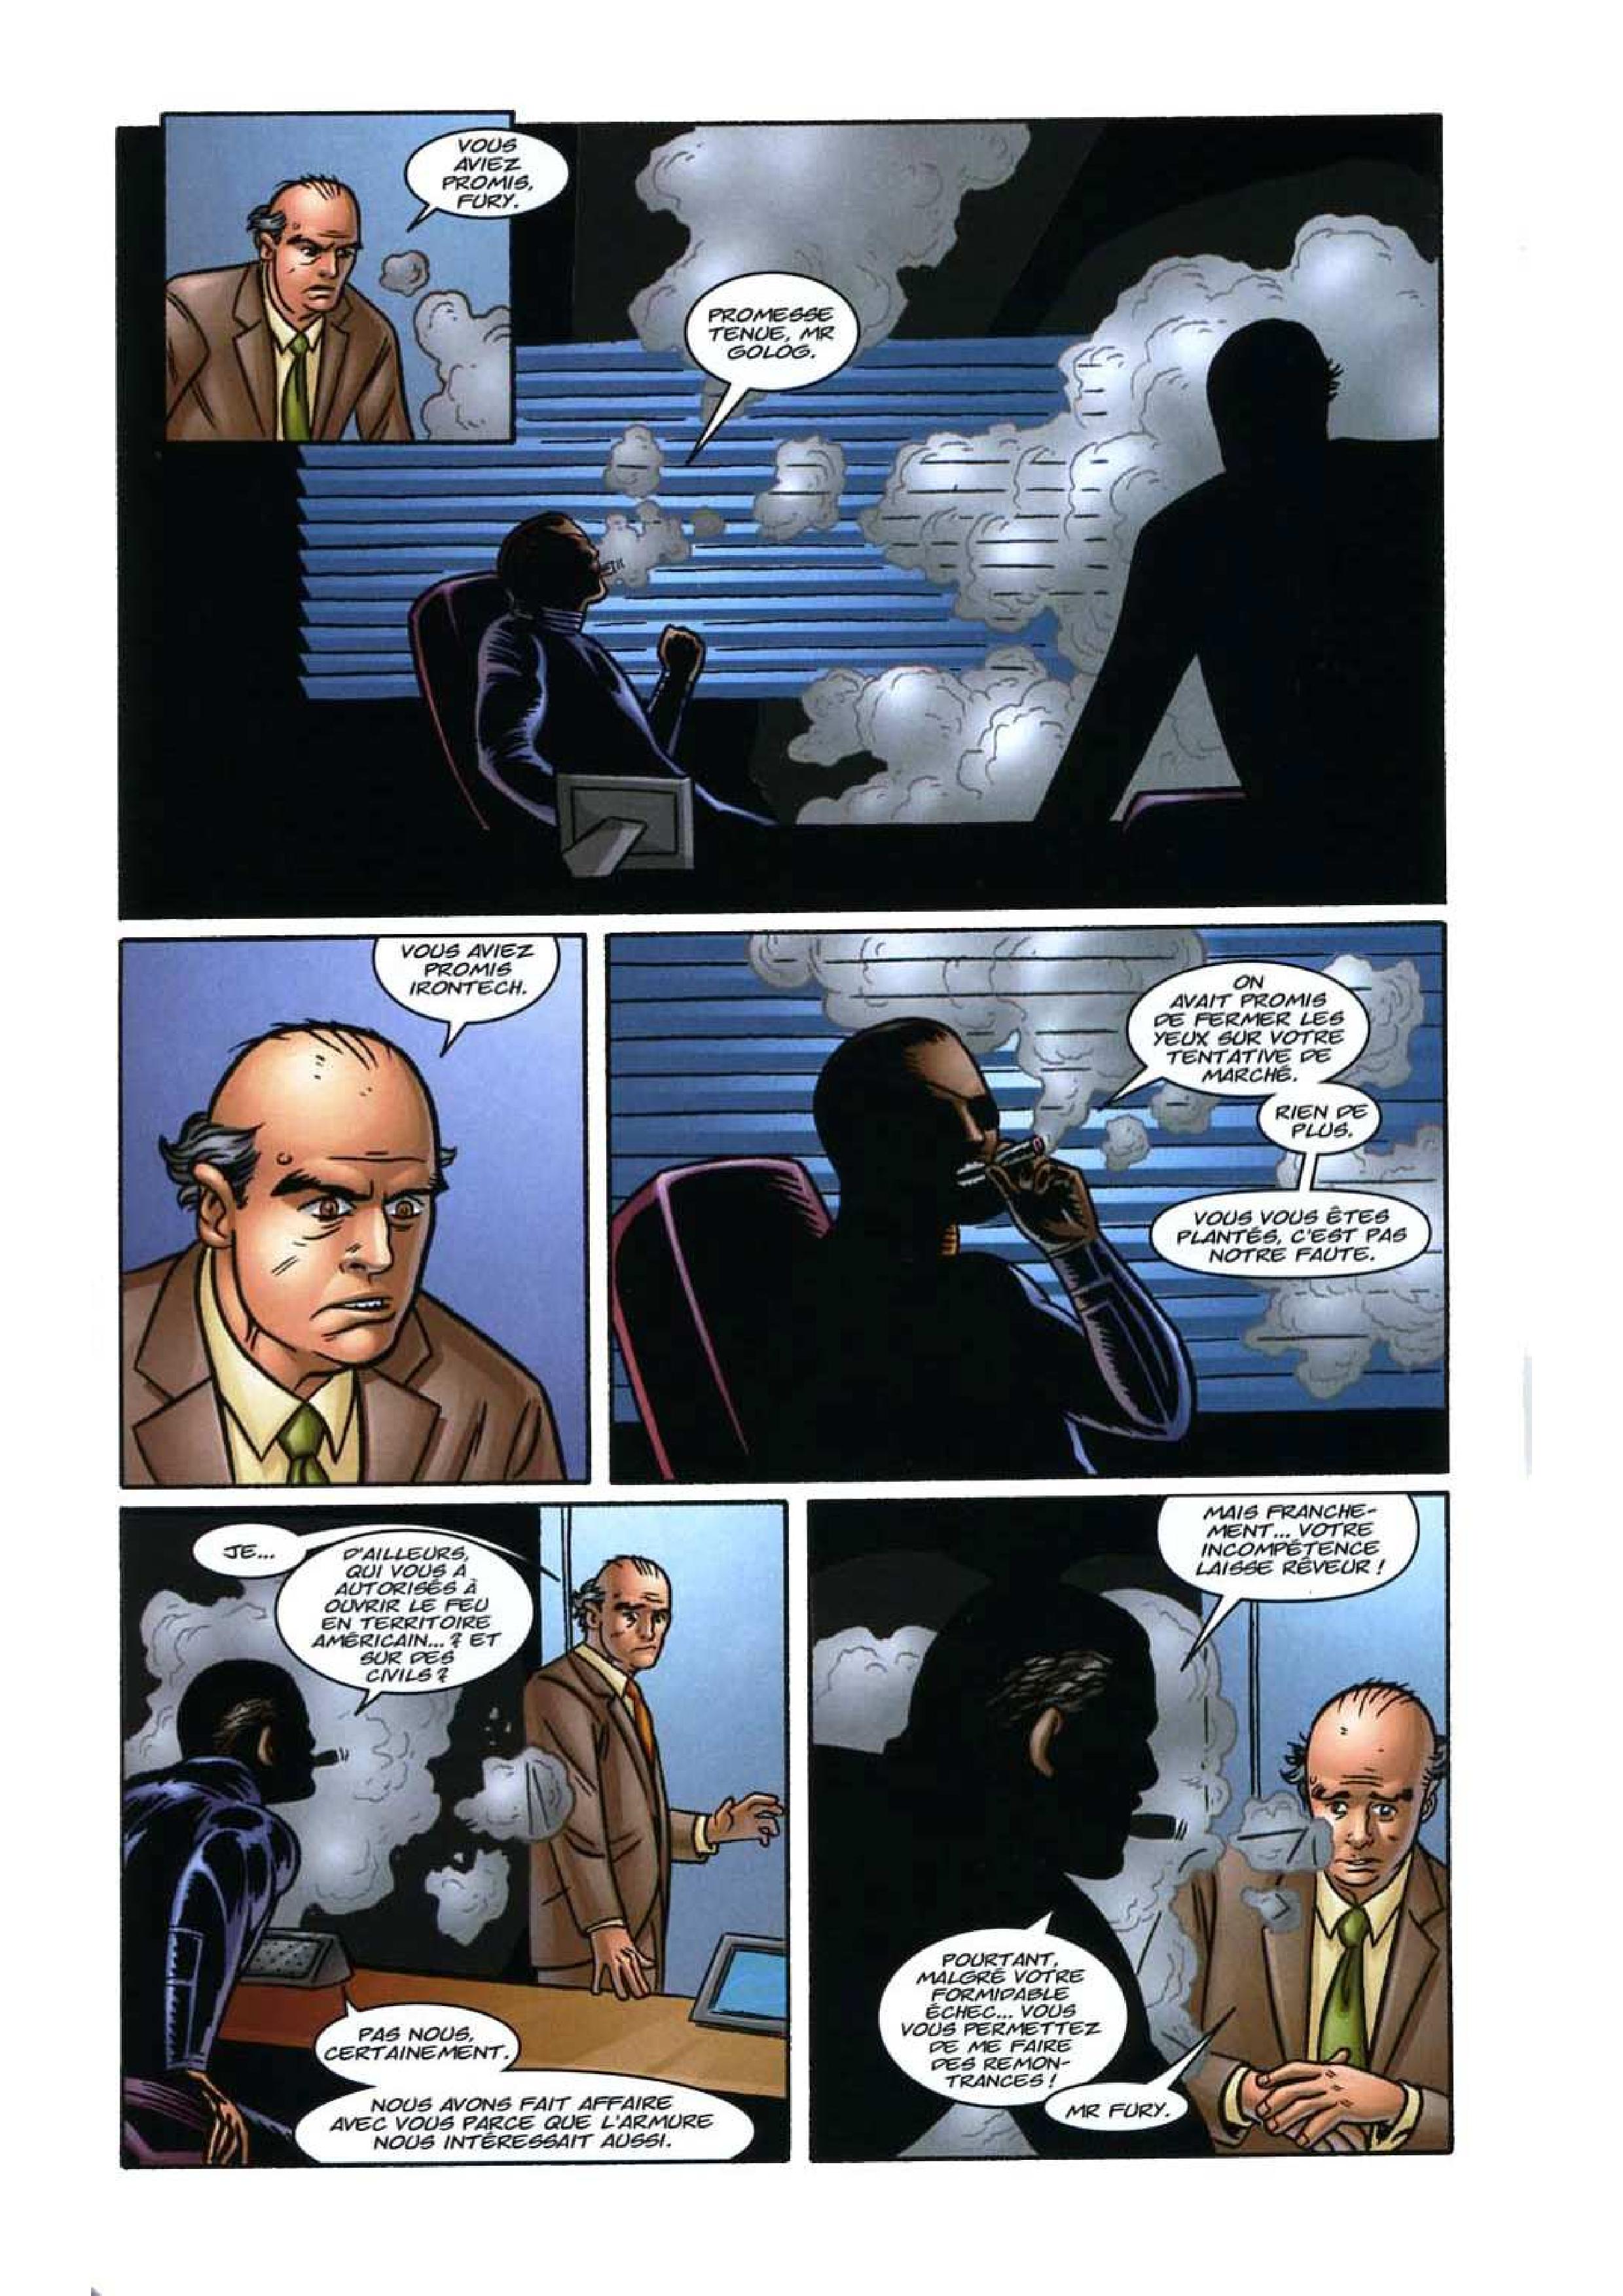 VOUS
AVIEZ
PROMIS,
FURY.
PROMESSE
TENUE, MR
GOLOG.
VOUS AVIEZ
PROMIS
IRONTECH.
ON
AVAIT PROMIS
DE FERMER LES
YEUX SUR VOTRE
TENTATIVE DE
MARCHÉ.
RIEN DE
PLUS.
VOUS VOUS ÊTES
PLANTÉS, C'EST PAS
NOTRE FAUTE.
JE...
D'AILLEURS,
QUI VOUS A
AUTORISÉS À
OUVRIR LE FEU
EN TERRITOIRE
AMÉRICAIN... ? ET
SUR DES
CIVILS ?
PAS NOUS,
CERTAINEMENT.
NOUS AVONS FAIT AFFAIRE
AVEC VOUS PARCE QUE L'ARMURE
NOUS INTÉRESSAIT AUSSI.
MAIS FRANCHE-
MENT... VOTRE
INCOMPÉTENCE
LAISSE RÊVEUR !
POURTANT,
MALGRÉ VOTRE
FORMIDABLE
ÉCHEC... VOUS
VOUS PERMETTEZ
DE ME FAIRE
DES REMON-
TRANCES !
MR FURY.